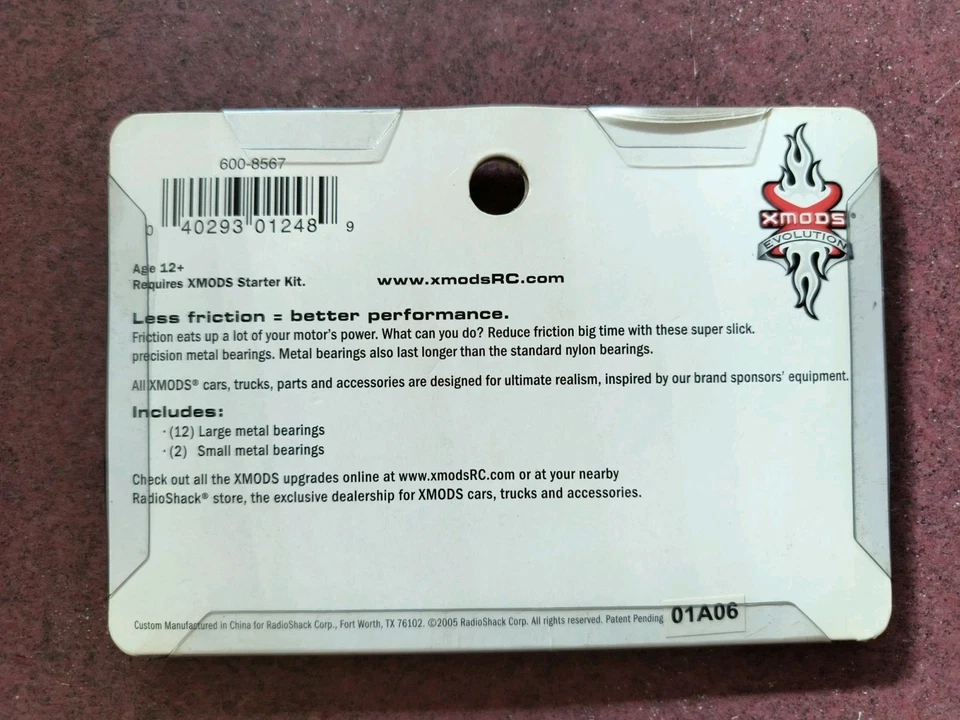 600-8567
0 40293 01248 9
XMODS
EVOLUTION
Age 12+
Requires XMODS Starter Kit.
www.xmodsRC.com
Less friction = better performance.
Friction eats up a lot of your motor's power. What can you do? Reduce friction big time with these super slick.
precision metal bearings. Metal bearings also last longer than the standard nylon bearings.
All XMODS® cars, trucks, parts and accessories are designed for ultimate realism, inspired by our brand sponsors' equipment.
Includes:
· (12) Large metal bearings
· (2) Small metal bearings
Check out all the XMODS upgrades online at www.xmodsRC.com or at your nearby
RadioShack® store, the exclusive dealership for XMODS cars, trucks and accessories.
Custom Manufactured in China for RadioShack Corp., Fort Worth, TX 76102. ©2005 RadioShack Corp. All rights reserved. Patent Pending
01A06